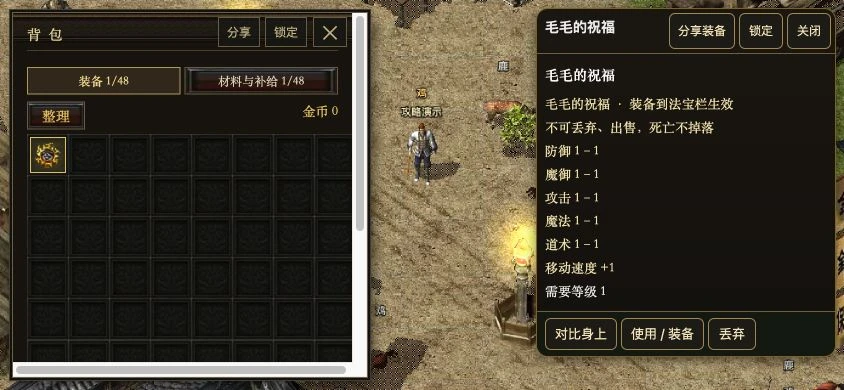 背 包
分享
锁定
装备 1/48
材料与补给 1/48
整理
金币 0
鹿
鸡
攻略演示
鸡
鹿
毛毛的祝福
分享装备
锁定
关闭
毛毛的祝福
毛毛的祝福 · 装备到法宝栏生效
不可丢弃、出售，死亡不掉落
防御 1 - 1
魔御 1 - 1
攻击 1 - 1
魔法 1 - 1
道术 1 - 1
移动速度 +1
需要等级 1
对比身上
使用 / 装备
丢弃